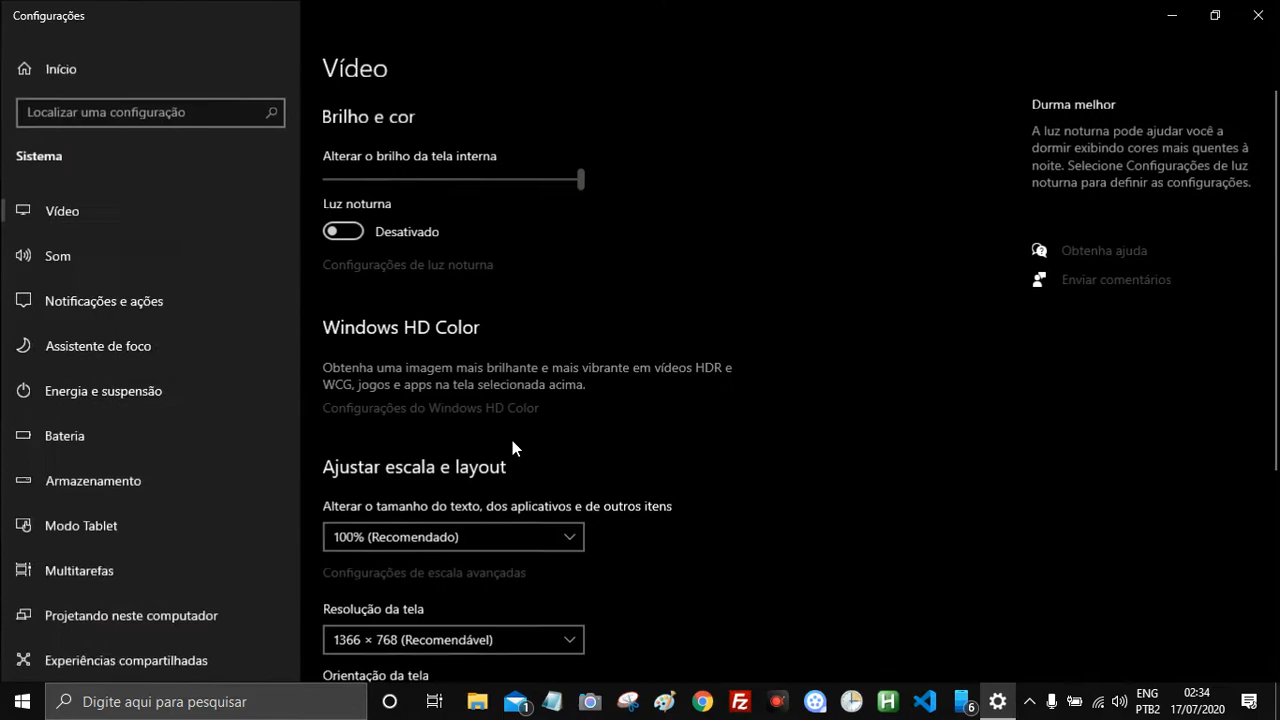 Configurações
Início
Localizar uma configuração
Sistema
Vídeo
Som
Notificações e ações
Assistente de foco
Energia e suspensão
Bateria
Armazenamento
Modo Tablet
Multitarefas
Projetando neste computador
Experiências compartilhadas
Vídeo
Brilho e cor
Alterar o brilho da tela interna
Luz noturna
Desativado
Configurações de luz noturna
Windows HD Color
Obtenha uma imagem mais brilhante e mais vibrante em vídeos HDR e
WCG, jogos e apps na tela selecionada acima.
Configurações do Windows HD Color
Ajustar escala e layout
Alterar o tamanho do texto, dos aplicativos e de outros itens
100% (Recomendado)
Configurações de escala avançadas
Resolução da tela
1366 × 768 (Recomendável)
Orientação da tela
Durma melhor
A luz noturna pode ajudar você a
dormir exibindo cores mais quentes à
noite. Selecione Configurações de luz
noturna para definir as configurações.
Obtenha ajuda
Enviar comentários
Digite aqui para pesquisar
1
Fz
H
6
ENG
PTB2
02:34
17/07/2020